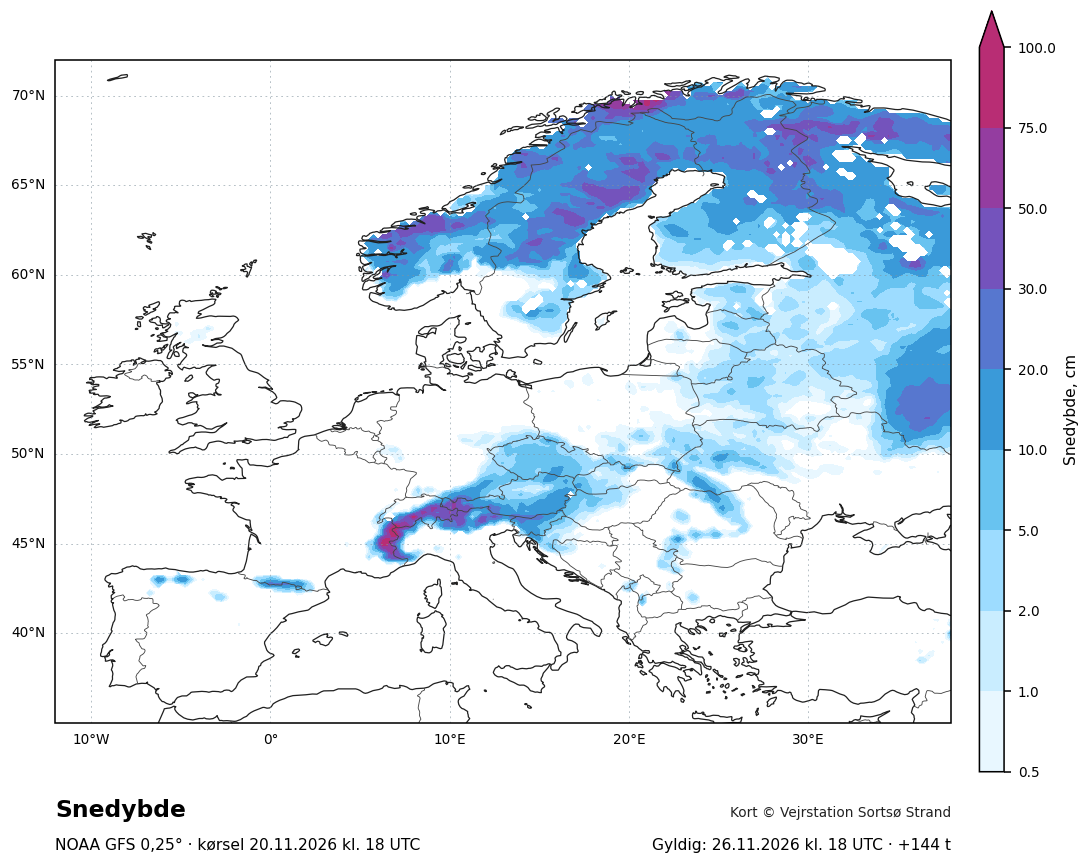 100.0
75.0
50.0
30.0
20.0
10.0
5.0
2.0
1.0
0.5
Snedybde, cm
70°N
65°N
60°N
55°N
50°N
45°N
40°N
10°W
0°
10°E
20°E
30°E
Snedybde
Kort © Vejrstation Sortsø Strand
NOAA GFS 0,25° · kørsel 20.11.2026 kl. 18 UTC
Gyldig: 26.11.2026 kl. 18 UTC · +144 t